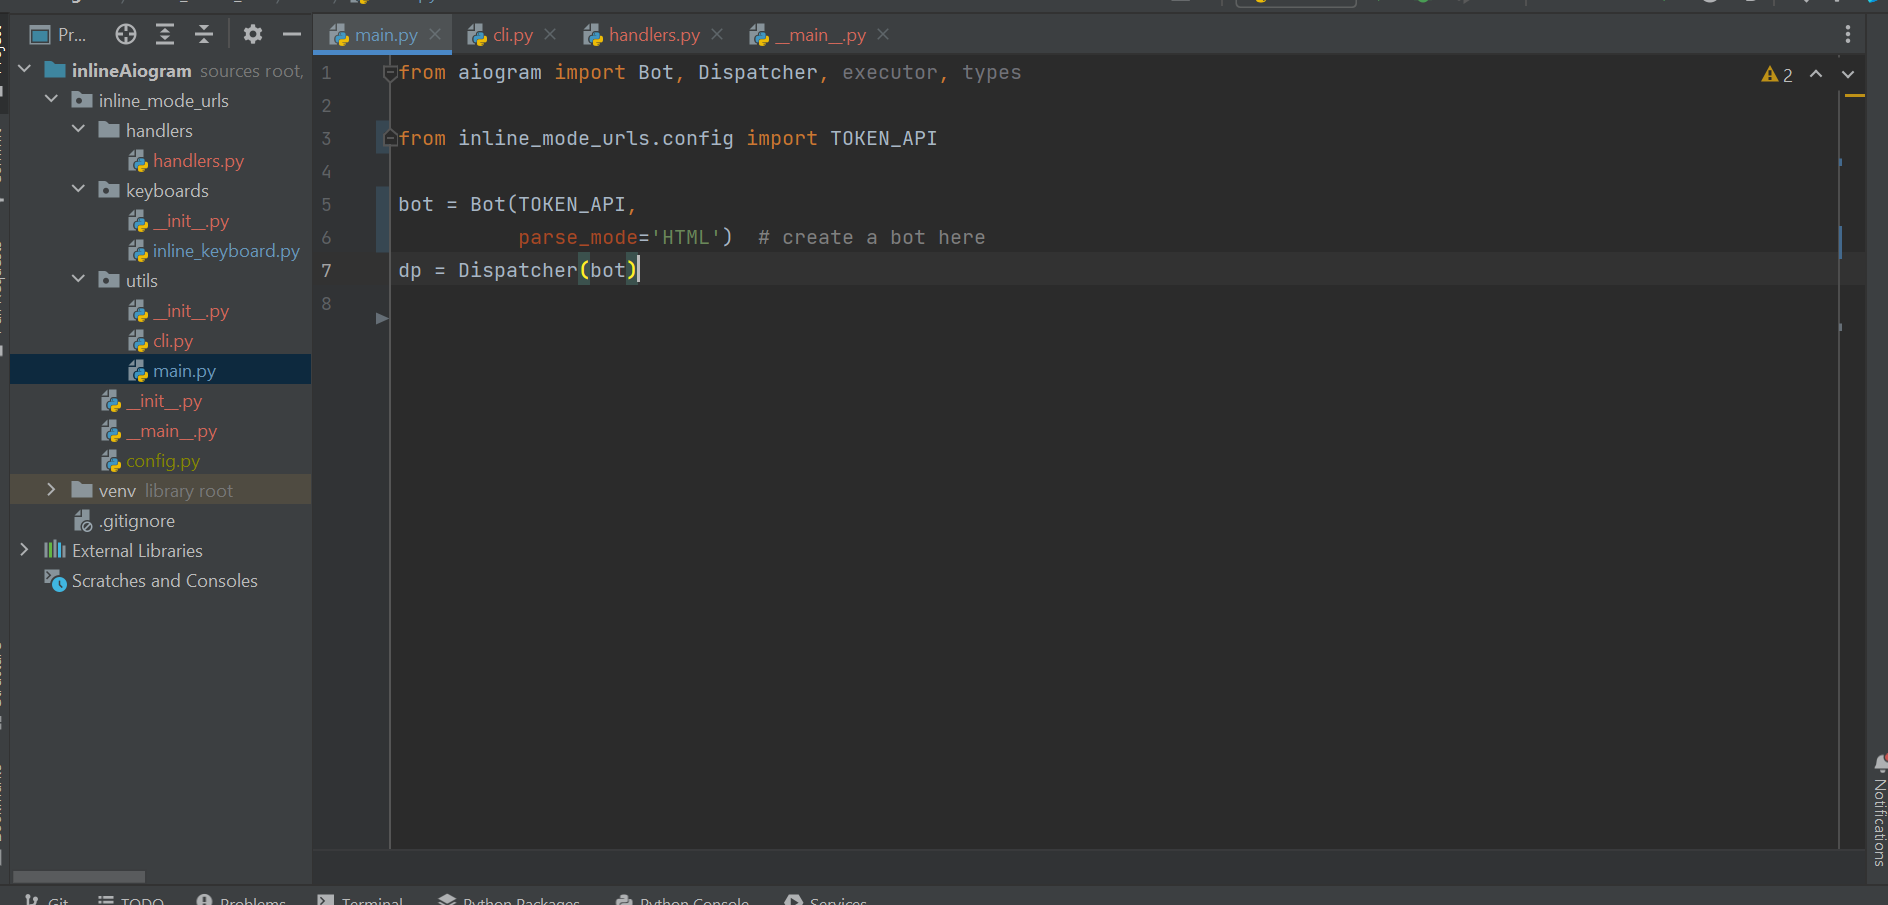 Pr...
main.py
cli.py
handlers.py
__main__.py
inlineAiogram sources root,
inline_mode_urls
handlers
handlers.py
keyboards
__init__.py
inline_keyboard.py
utils
__init__.py
cli.py
main.py
__init__.py
__main__.py
config.py
venv library root
.gitignore
External Libraries
Scratches and Consoles
1 from aiogram import Bot, Dispatcher, executor, types
2
3 from inline_mode_urls.config import TOKEN_API
4
5 bot = Bot(TOKEN_API,
6 parse_mode='HTML')  # create a bot here
7 dp = Dispatcher(bot)
8
2
Notifications
Git
TODO
Problems
Terminal
Python Packages
Python Console
Services